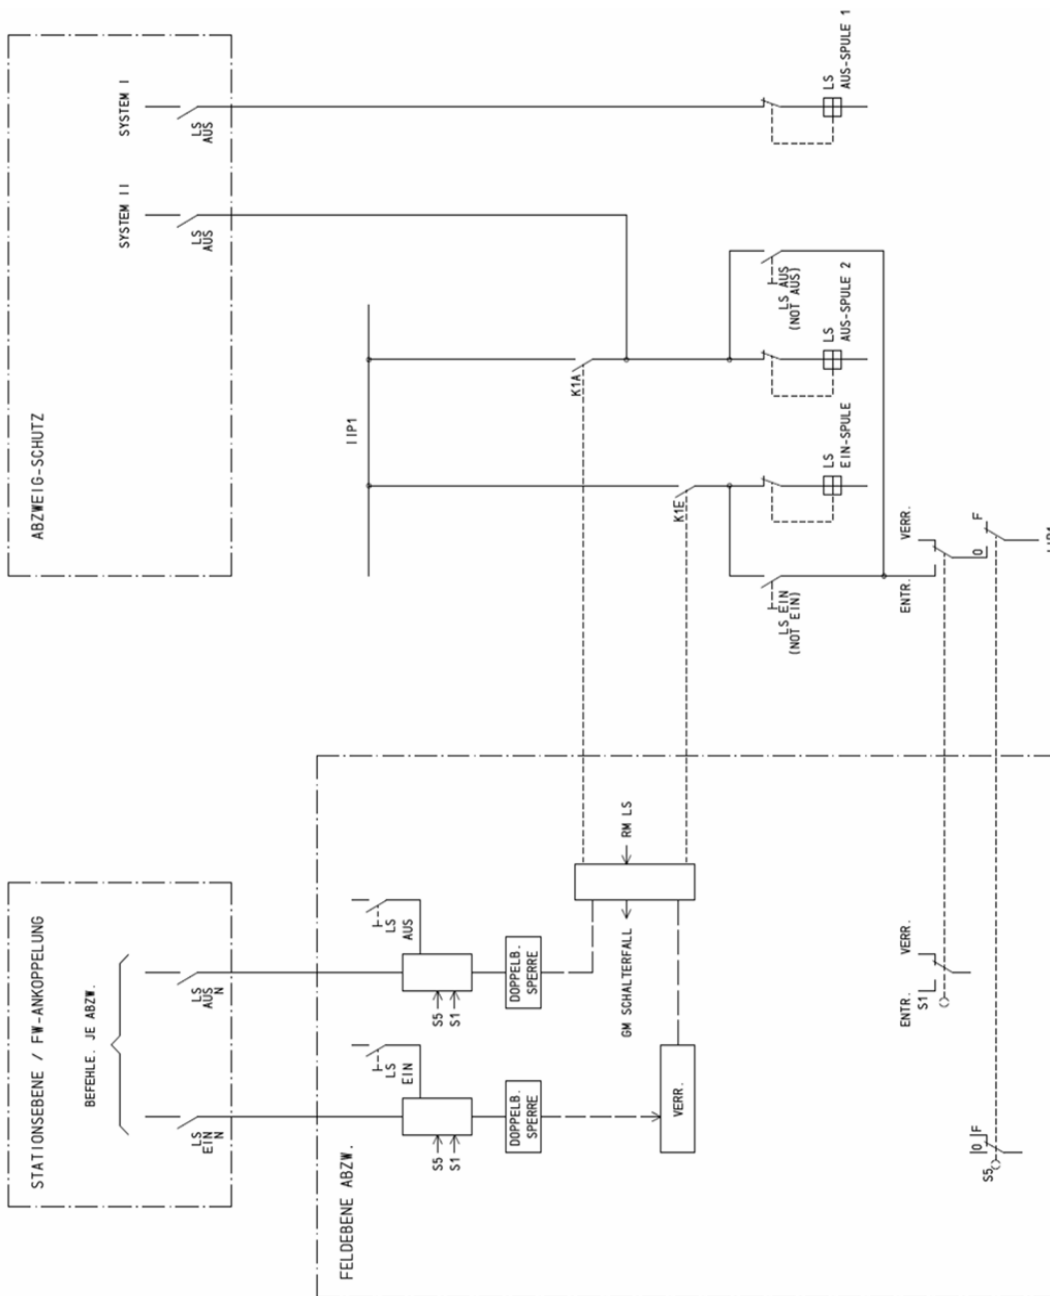 STATIONSEBENE / FW-ANKOPPELUNG
BEFEHLE. JE ABZW.
LS
EIN
N
LS
AUS
N
ABZWEIG-SCHUTZ
SYSTEM II
SYSTEM I
LS
AUS
LS
AUS
FELDEBENE ABZW.
LS
EIN
LS
AUS
S5
S1
S5
S1
DOPPELB.
SPERRE
DOPPELB.
SPERRE
VERR.
GM SCHALTERFALL
RM LS
IIP1
K1A
K1E
LS EIN
(NOT EIN)
LS AUS
(NOT AUS)
LS
EIN-SPULE
LS
AUS-SPULE 2
LS
AUS-SPULE 1
ENTR.
VERR.
S1
ENTR.
VERR.
S5
0
F
0
F